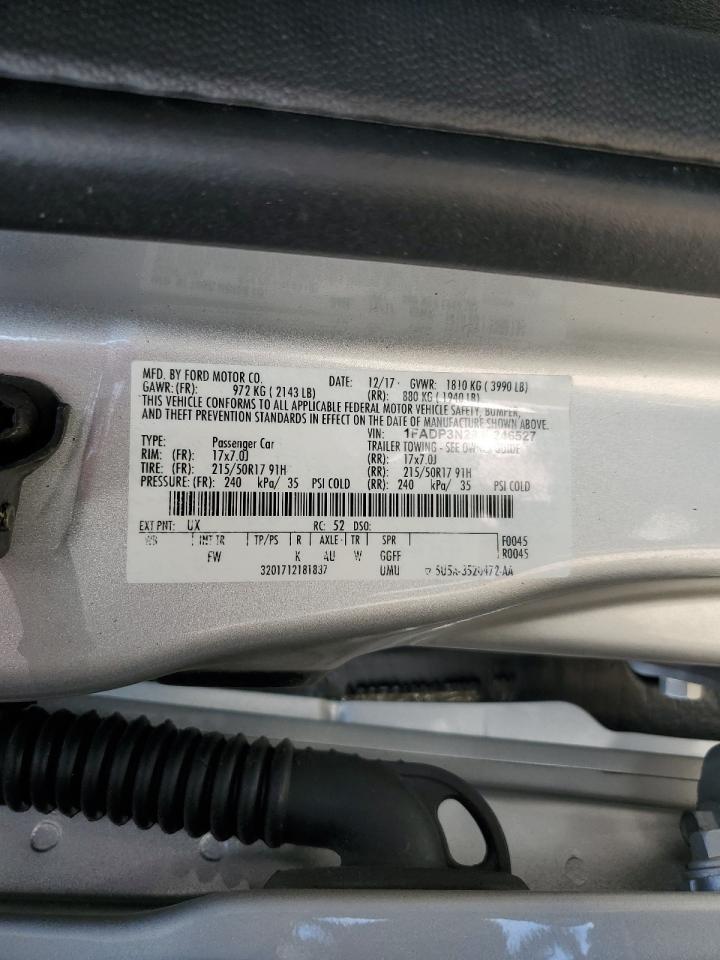 MFD. BY FORD MOTOR CO. DATE: 12/17 GVWR: 1810 KG ( 3990 LB)
GAWR: (FR): 972 KG ( 2143 LB) (RR): 880 KG ( 1940 LB)
THIS VEHICLE CONFORMS TO ALL APPLICABLE FEDERAL MOTOR VEHICLE SAFETY, BUMPER,
AND THEFT PREVENTION STANDARDS IN EFFECT ON THE DATE OF MANUFACTURE SHOWN ABOVE.
VIN:
TYPE: Passenger Car TRAILER TOWING - SEE OWNER GUIDE
RIM: (FR): 17x7.0J (RR): 17x7.0J
TIRE: (FR): 215/50R17 91H (RR): 215/50R17 91H
PRESSURE: (FR): 240 kPa/ 35 PSI COLD (RR): 240 kPa/ 35 PSI COLD
EXT PNT: UX RC: 52 DSO:
WB INT TR TP/PS R AXLE TR SPR F0045
FW K W GGFF R0045
3201712181837 UMU